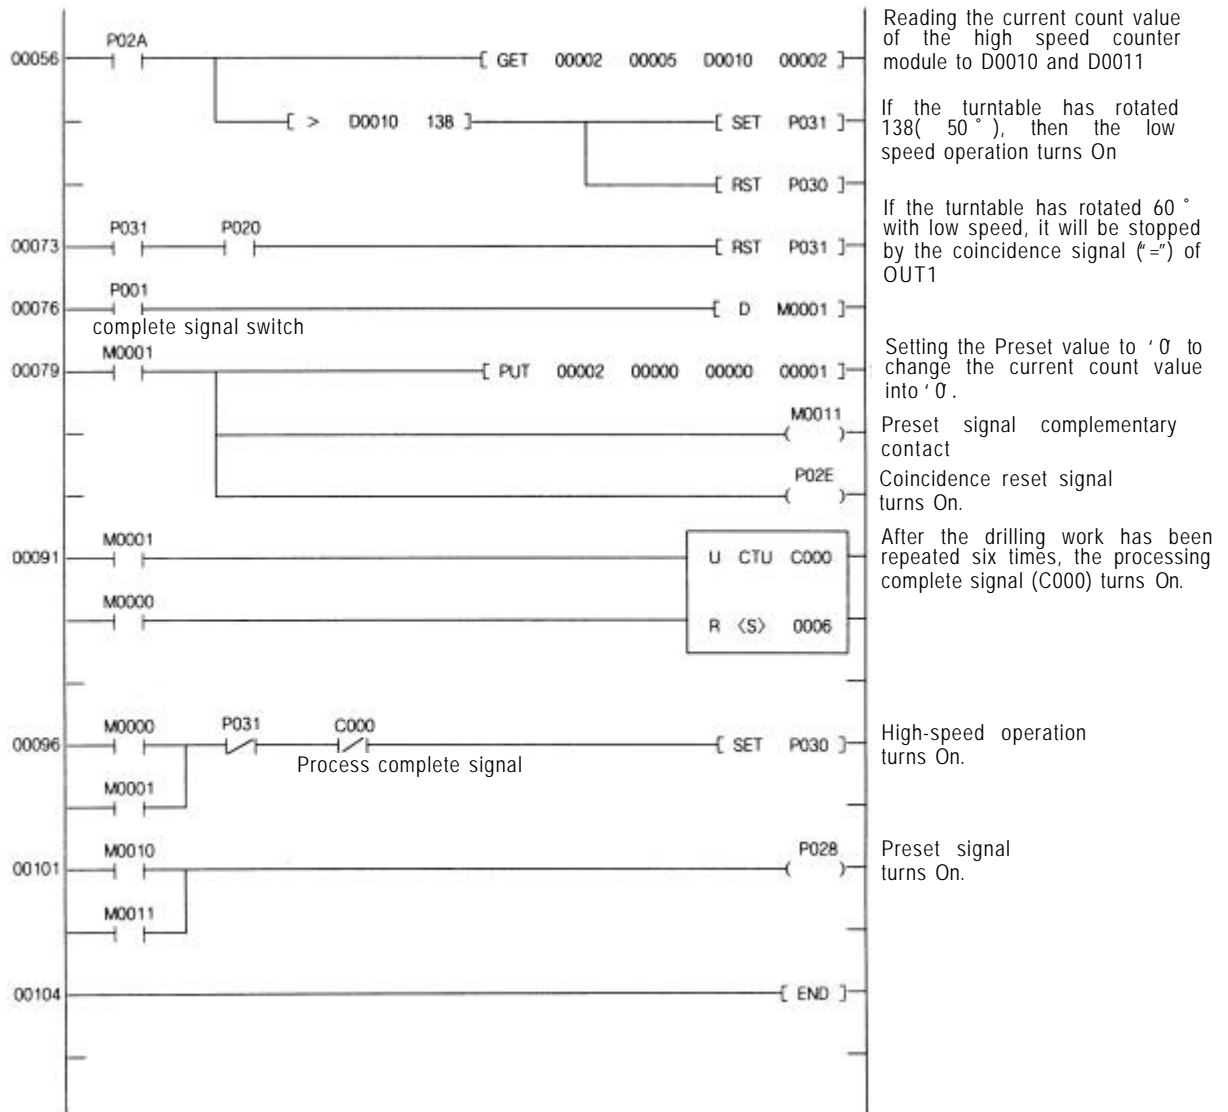 Reading the current count value
of the high speed counter
module to D0010 and D0011
P02A
00056 [ GET 00002 00005 D0010 00002 ]
If the turntable has rotated
138( 50 ° ), then the low
speed operation turns On
[ > D0010 138 ] [ SET P031 ]
[ RST P030 ]
If the turntable has rotated 60 °
with low speed, it will be stopped
by the coincidence signal (“=”) of
OUT1
P031 P020
00073 [ RST P031 ]
P001
00076 [ D M0001 ]
complete signal switch
M0001
00079 [ PUT 00002 00000 00000 00001 ]
Setting the Preset value to ‘ 0’ to
change the current count value
into ‘ 0’.
M0011
( )
Preset signal complementary
contact
P02E
( )
Coincidence reset signal
turns On.
M0001
00091 U CTU C000
After the drilling work has been
repeated six times, the processing
complete signal (C000) turns On.
M0000
R <S> 0006
M0000 P031 C000
00096 [ SET P030 ]
Process complete signal
High-speed operation
turns On.
M0001
M0010 P028
00101 ( )
Preset signal
turns On.
M0011
00104 [ END ]